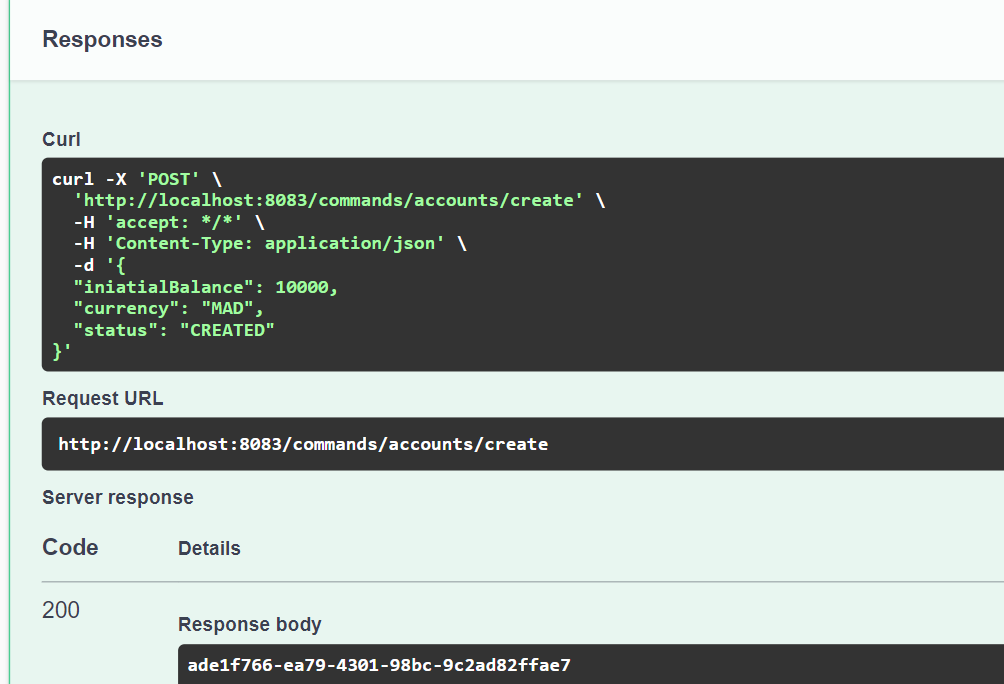 Responses
Curl
curl -X 'POST' \
  'http://localhost:8083/commands/accounts/create' \
  -H 'accept: */*' \
  -H 'Content-Type: application/json' \
  -d '{
  "iniatialBalance": 10000,
  "currency": "MAD",
  "status": "CREATED"
}'
Request URL
http://localhost:8083/commands/accounts/create
Server response
Code Details
200
Response body
ade1f766-ea79-4301-98bc-9c2ad82ffae7